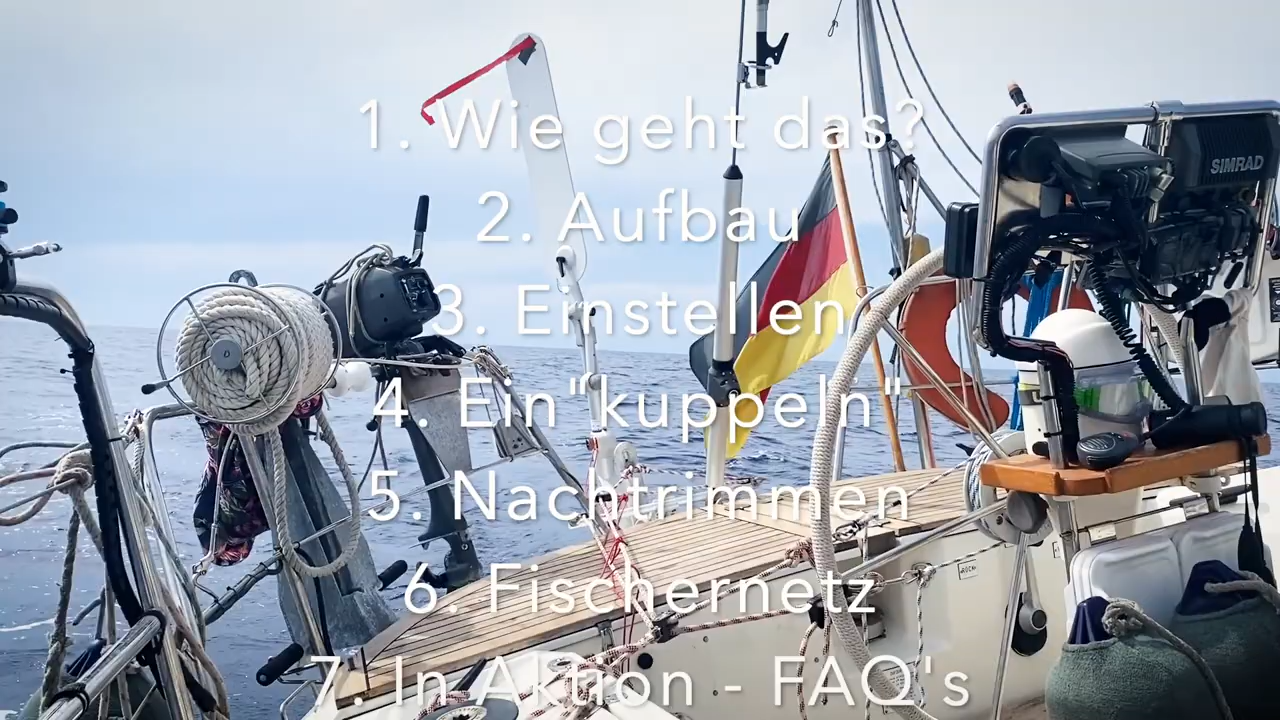 1. Wie geht das?
2. Aufbau
3. Einstellen
4. Ein"kuppeln"
5. Nachtrimmen
6. Fischernetz
7. In Aktion - FAQ's
SIMRAD